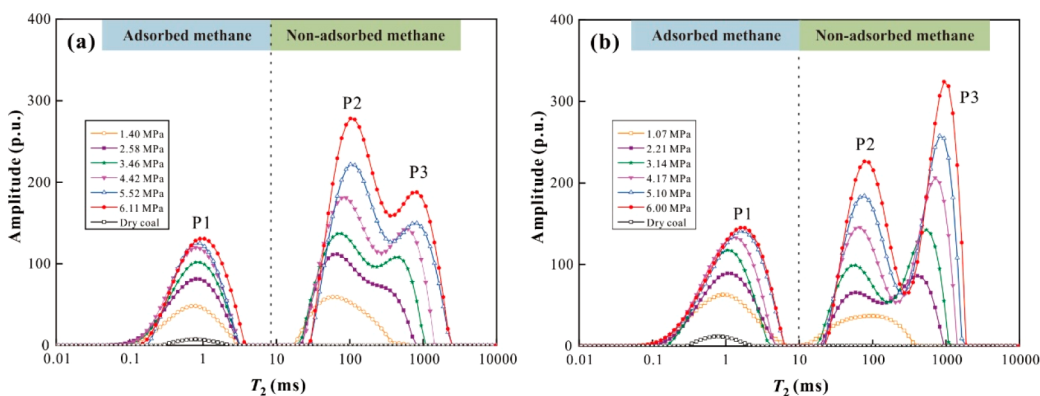 (a)
Adsorbed methane
Non-adsorbed methane
400
300
200
100
0
Amplitude (p.u.)
1.40 MPa
2.58 MPa
3.46 MPa
4.42 MPa
5.52 MPa
6.11 MPa
Dry coal
P1
P2
P3
0.01
0.1
1
10
100
1000
10000
T2 (ms)
(b)
Adsorbed methane
Non-adsorbed methane
400
300
200
100
0
Amplitude (p.u.)
1.07 MPa
2.21 MPa
3.14 MPa
4.17 MPa
5.10 MPa
6.00 MPa
Dry coal
P1
P2
P3
0.01
0.1
1
10
100
1000
10000
T2 (ms)